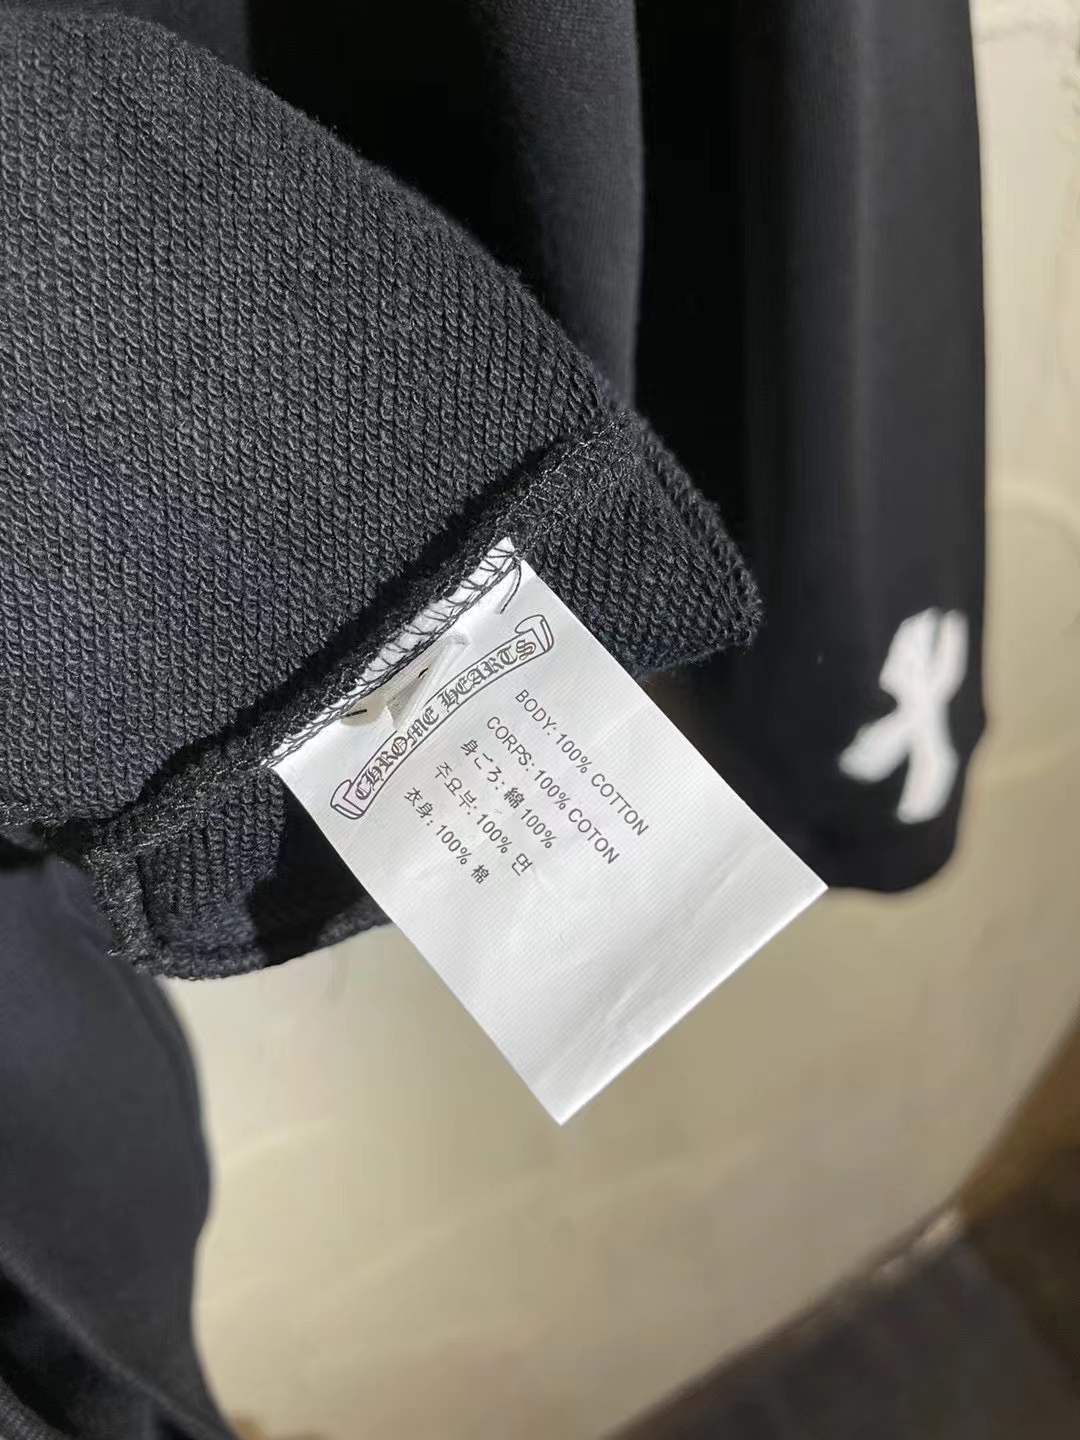 CHROME HEARTS
BODY: 100% COTTON
CORPS: 100% COTON
身ごろ: 綿 100%
주요부: 100% 면
衣身: 100% 棉